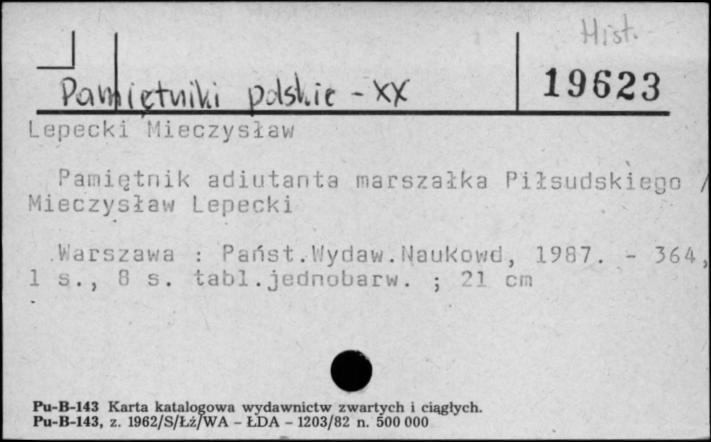 Hist.
Pamiętniki polskie - XX
19623
Lepecki Mieczysław
Pamiętnik adiutanta marszałka Piłsudskiego /
Mieczysław Lepecki
Warszawa : Państ.Wydaw.Naukowd, 1987. - 364,
1 s., 8 s. tabl.jednobarw. ; 21 cm
Pu-B-143 Karta katalogowa wydawnictw zwartych i ciągłych.
Pu-B-143, z. 1962/S/Łź/WA - ŁDA - 1203/82 n. 500 000